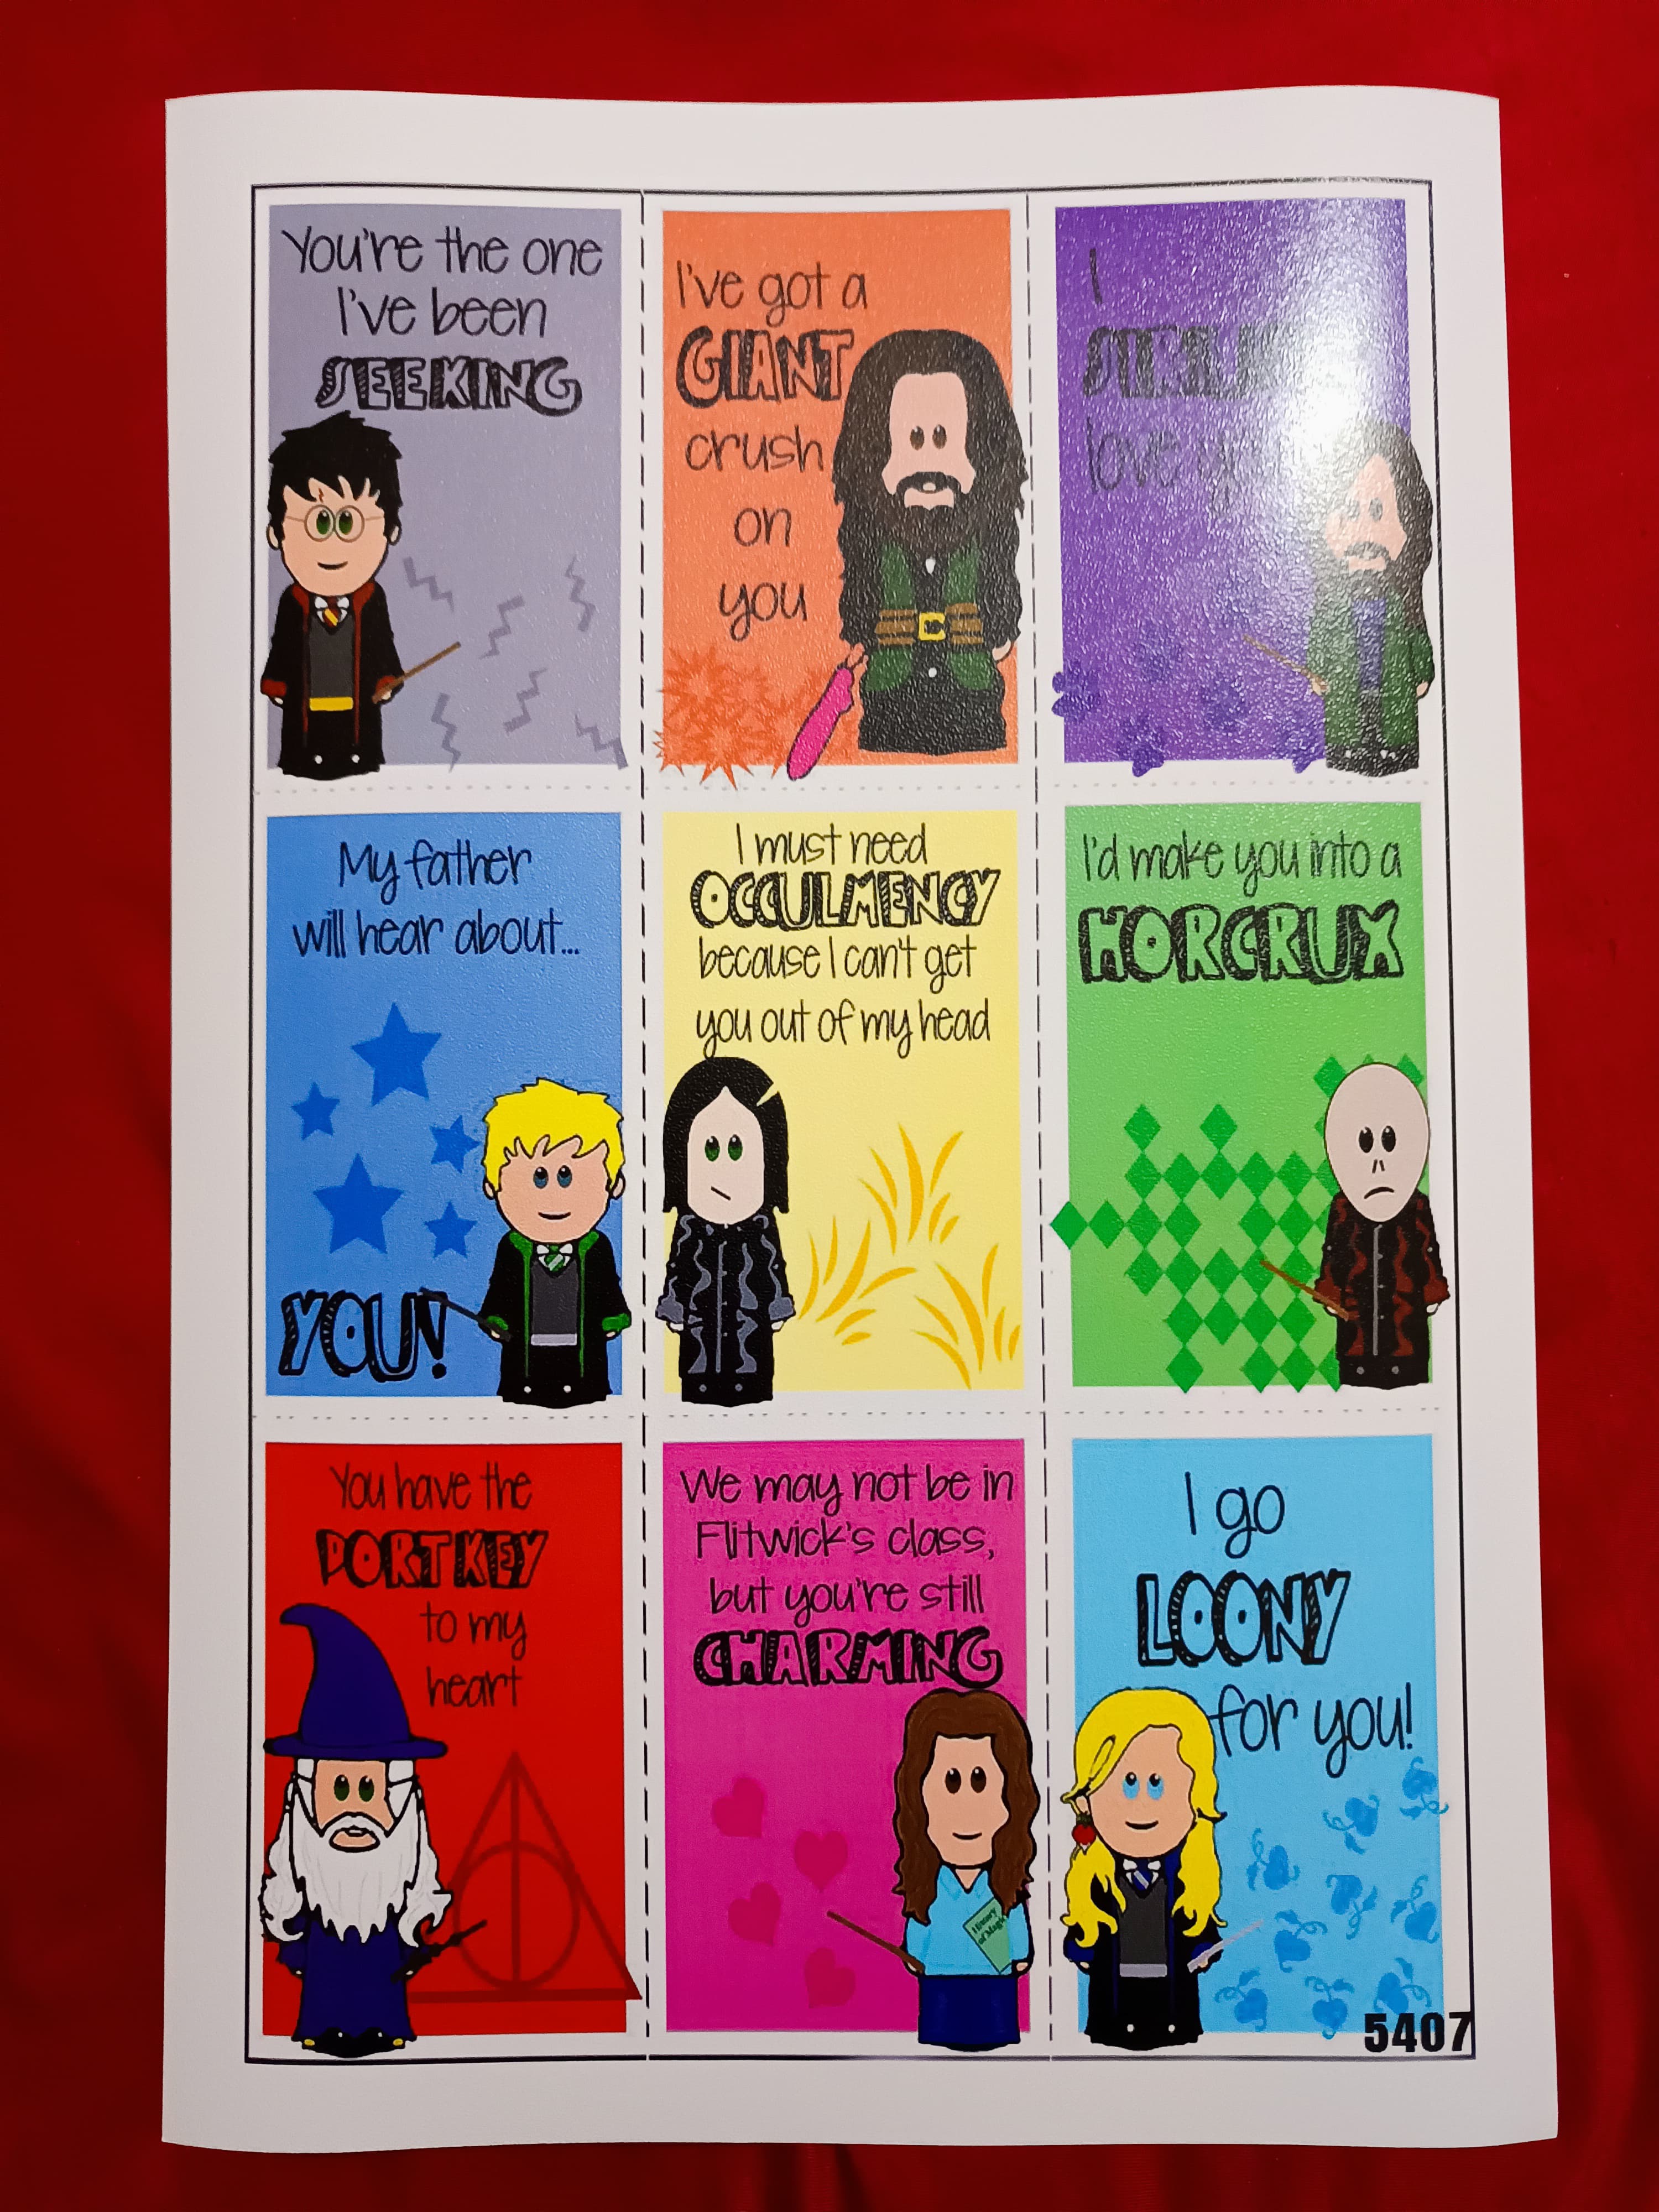 You're the one
I've been
SEEKING
I've got a
GIANT
crush
on
you
I
love
My father
will hear about...
YOU!
I must need
OCCULMENCY
because I can't get
you out of my head
I'd make you into a
HORCRUX
You have the
PORTKEY
to my
heart
We may not be in
Flitwick's class,
but you're still
CHARMING
History
of Magic
I go
LOONY
for you!
5407